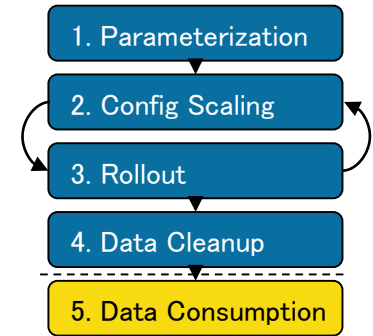 1. Parameterization
2. Config Scaling
3. Rollout
4. Data Cleanup
5. Data Consumption